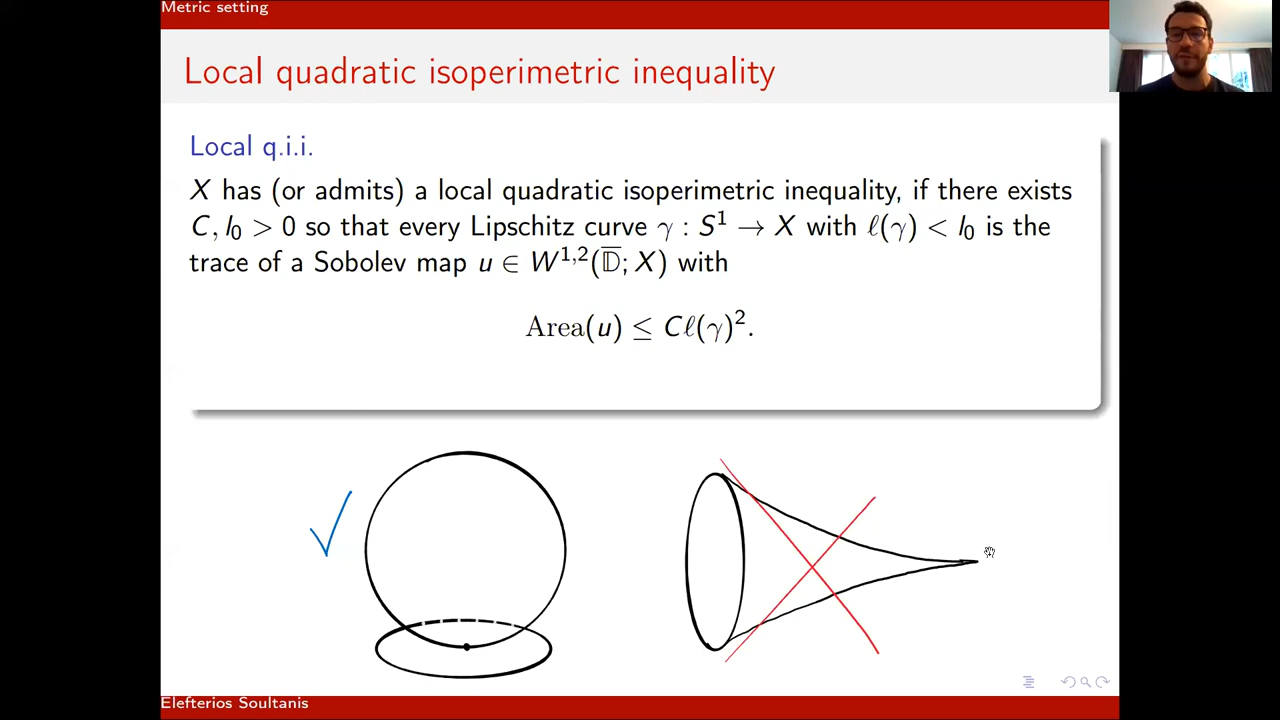 Metric setting
Local quadratic isoperimetric inequality
Local q.i.i.
X has (or admits) a local quadratic isoperimetric inequality, if there exists
C, l₀ > 0 so that every Lipschitz curve γ : S¹ → X with ℓ(γ) < l₀ is the
trace of a Sobolev map u ∈ W¹,²(𝔻̅; X) with
Area(u) ≤ Cℓ(γ)².
Elefterios Soultanis